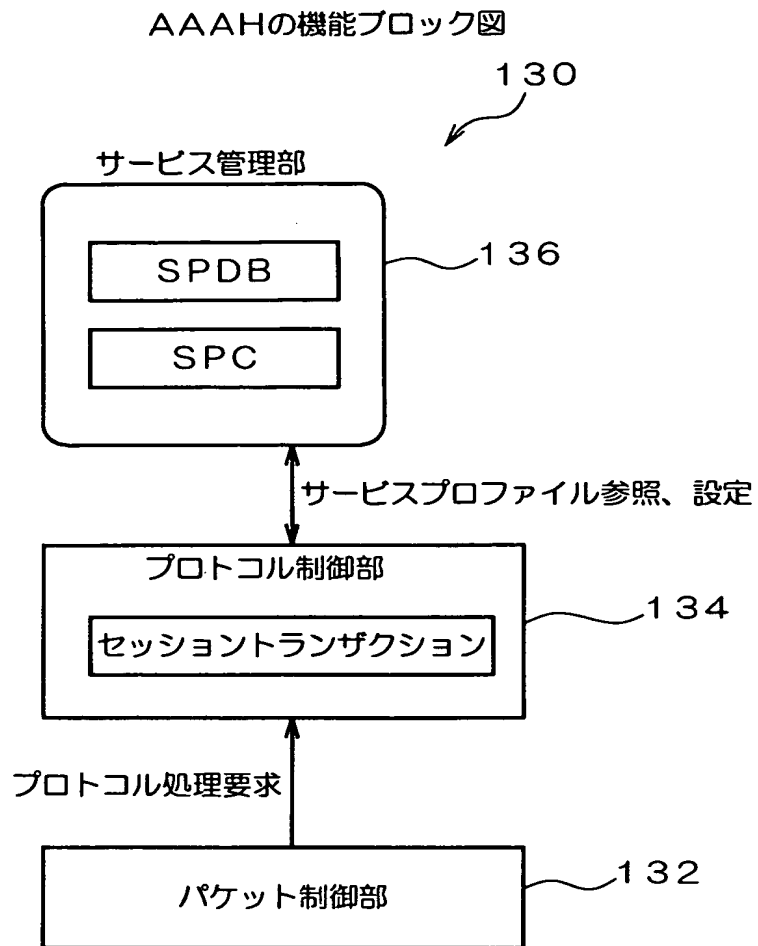 AAAHの機能ブロック図
130
サービス管理部
136
SPDB
SPC
サービスプロファイル参照、設定
プロトコル制御部
134
セッショントランザクション
プロトコル処理要求
132
パケット制御部